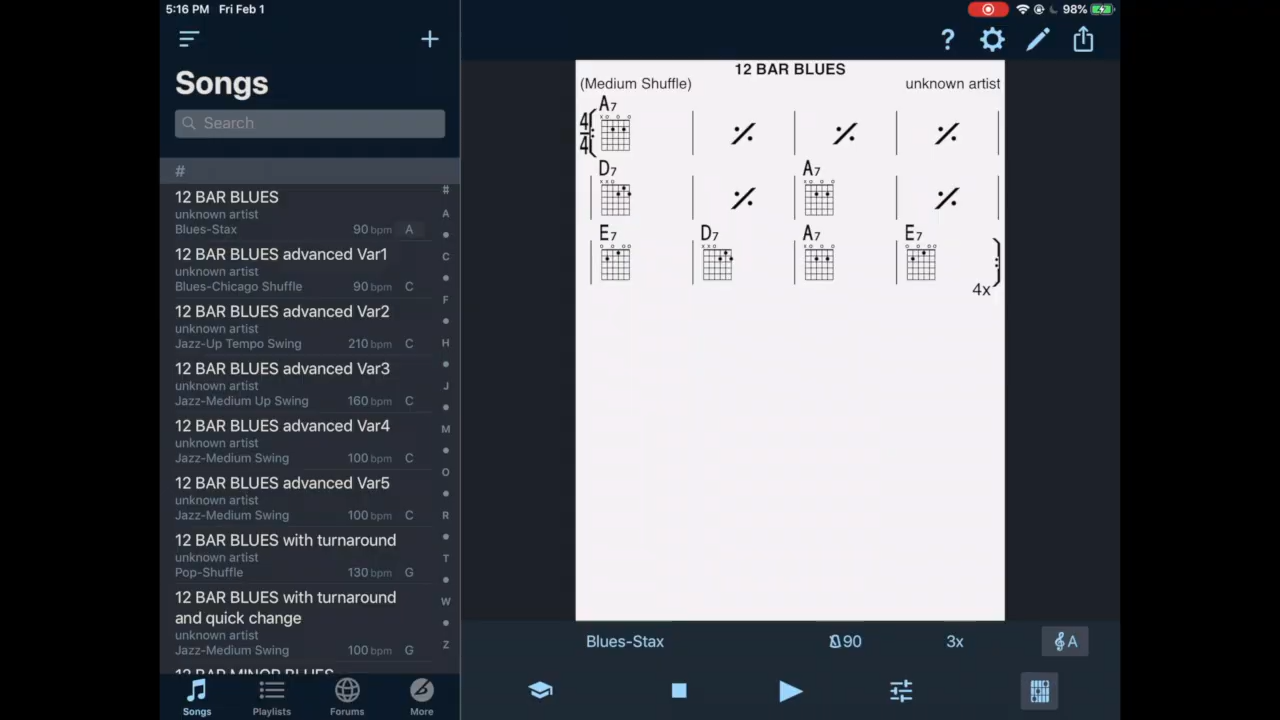 5:16 PM Fri Feb 1
98%
Songs
Search
#
12 BAR BLUES
unknown artist
Blues-Stax 90 bpm A
12 BAR BLUES advanced Var1
unknown artist
Blues-Chicago Shuffle 90 bpm C
12 BAR BLUES advanced Var2
unknown artist
Jazz-Up Tempo Swing 210 bpm C
12 BAR BLUES advanced Var3
unknown artist
Jazz-Medium Up Swing 160 bpm C
12 BAR BLUES advanced Var4
unknown artist
Jazz-Medium Swing 100 bpm C
12 BAR BLUES advanced Var5
unknown artist
Jazz-Medium Swing 100 bpm C
12 BAR BLUES with turnaround
unknown artist
Pop-Shuffle 130 bpm G
12 BAR BLUES with turnaround
and quick change
unknown artist
Jazz-Medium Swing 100 bpm G
12 BAR MINOR BLUES
#
A
C
F
H
J
M
O
R
T
W
Z
Songs Playlists Forums More
?
12 BAR BLUES
(Medium Shuffle) unknown artist
A7
4
4
D7 A7
E7 D7 A7 E7
4x
Blues-Stax 90 3x A